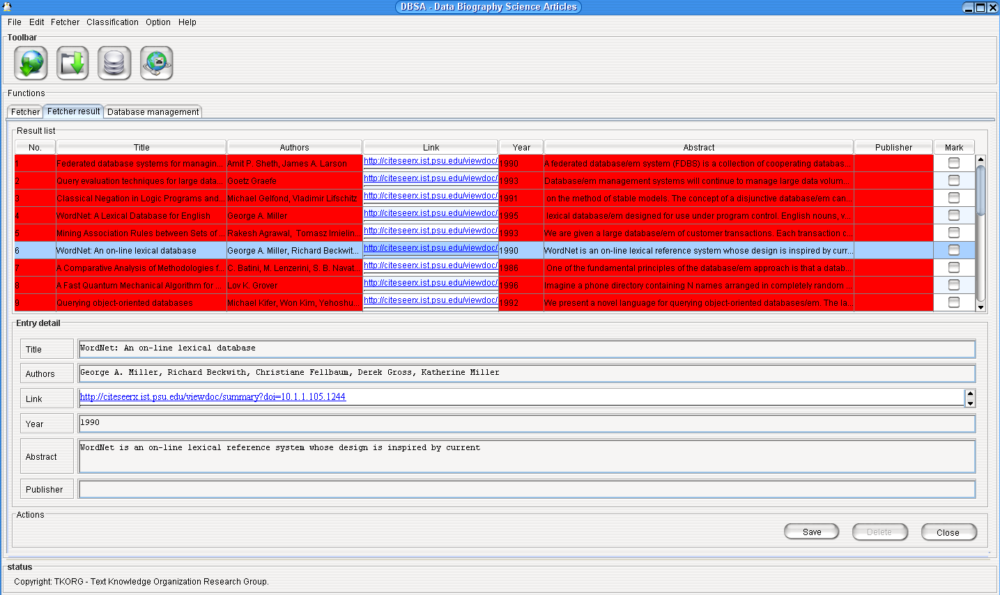 DBSA - Data Biography Science Articles
File Edit Fetcher Classification Option Help
Toolbar
Functions
Fetcher Fetcher result Database management
Result list
No. Title Authors Link Year Abstract Publisher Mark
1 Federated database systems for managin... Amit P. Sheth, James A. Larson http://citeseerx.ist.psu.edu/viewdoc/ 1990 A federated database/em system (FDBS) is a collection of cooperating databas...
2 Query evaluation techniques for large data... Goetz Graefe http://citeseerx.ist.psu.edu/viewdoc/ 1993 Database/em management systems will continue to manage large data volum...
3 Classical Negation in Logic Programs and... Michael Gelfond, Vladimir Lifschitz http://citeseerx.ist.psu.edu/viewdoc/ 1991 on the method of stable models. The concept of a disjunctive database/em can...
4 WordNet: A Lexical Database for English George A. Miller http://citeseerx.ist.psu.edu/viewdoc/ 1995 lexical database/em designed for use under program control. English nouns, v...
5 Mining Association Rules between Sets of ... Rakesh Agrawal, Tomasz Imielin... http://citeseerx.ist.psu.edu/viewdoc/ 1993 We are given a large database/em of customer transactions. Each transaction c...
6 WordNet: An on-line lexical database George A. Miller, Richard Beckwit... http://citeseerx.ist.psu.edu/viewdoc/ 1990 WordNet is an on-line lexical reference system whose design is inspired by curr...
7 A Comparative Analysis of Methodologies f... C. Batini, M. Lenzerini, S. B. Navat... http://citeseerx.ist.psu.edu/viewdoc/ 1986 One of the fundamental principles of the database/em approach is that a datab...
8 A Fast Quantum Mechanical Algorithm for ... Lov K. Grover http://citeseerx.ist.psu.edu/viewdoc/ 1996 Imagine a phone directory containing N names arranged in completely random ...
9 Querying object-oriented databases Michael Kifer, Won Kim, Yehoshu... http://citeseerx.ist.psu.edu/viewdoc/ 1992 We present a novel language for querying object-oriented databases/em. The la...
Entry detail
Title WordNet: An on-line lexical database
Authors George A. Miller, Richard Beckwith, Christiane Fellbaum, Derek Gross, Katherine Miller
Link http://citeseerx.ist.psu.edu/viewdoc/summary?doi=10.1.1.105.1244
Year 1990
Abstract WordNet is an on-line lexical reference system whose design is inspired by current
Publisher
Actions
Save Delete Close
status
Copyright: TKORG - Text Knowledge Organization Research Group.